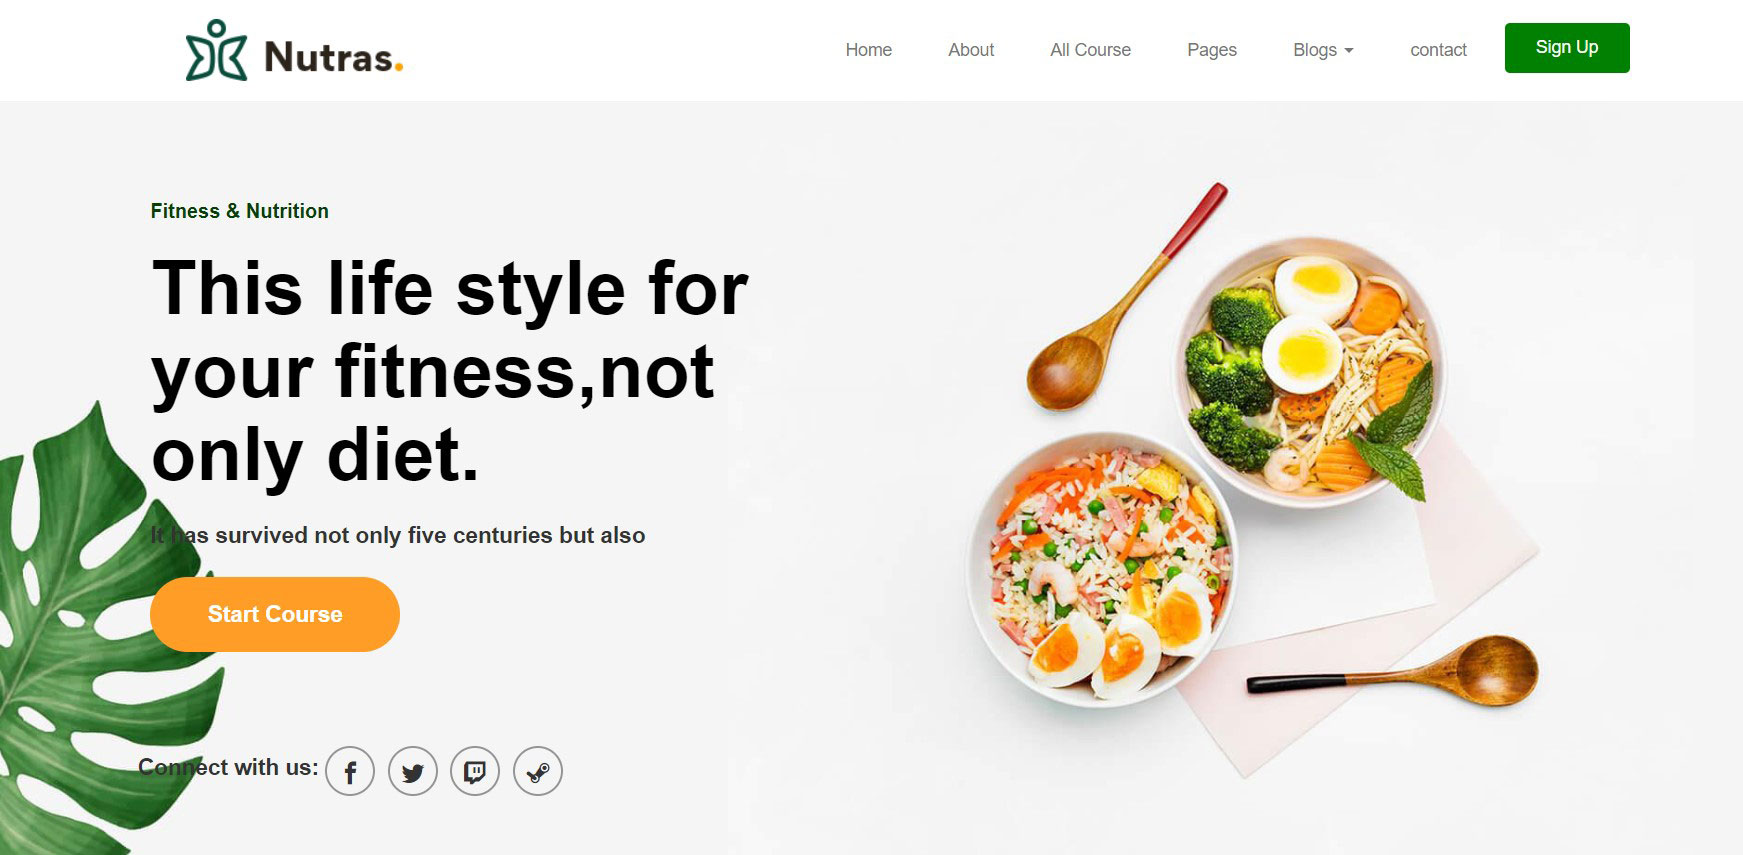 Nutras.
Home About All Course Pages Blogs contact Sign Up
Fitness & Nutrition
This life style for
your fitness,not
only diet.
It has survived not only five centuries but also
Start Course
Connect with us: